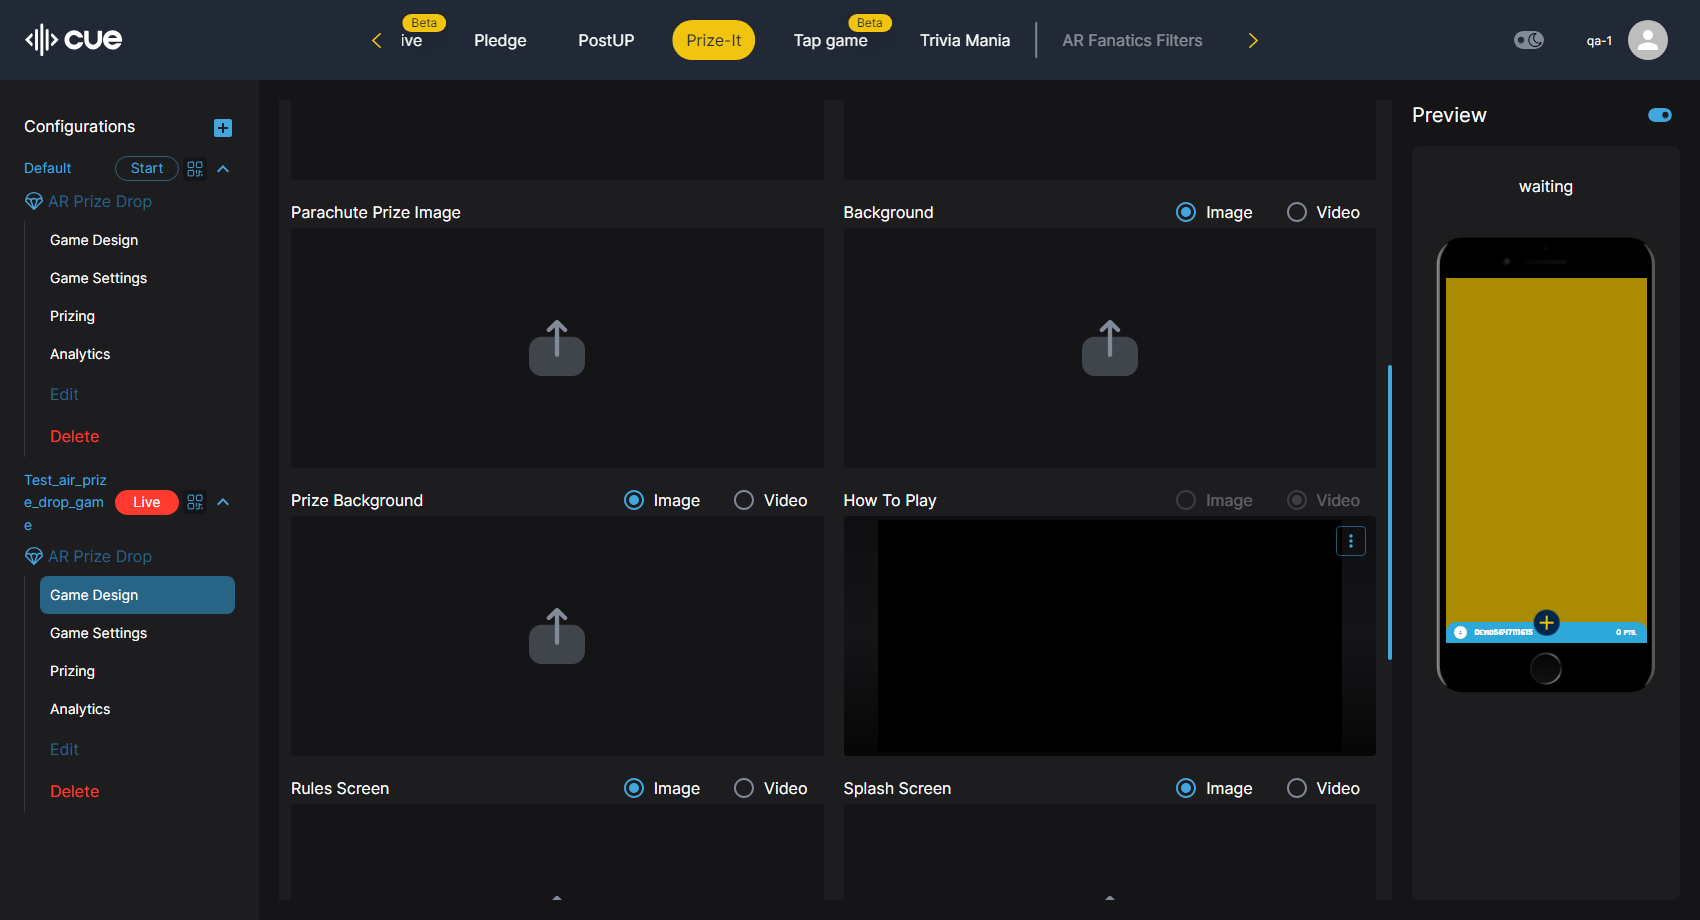 cue
Beta
ive
Pledge
PostUP
Prize-It
Beta
Tap game
Trivia Mania
AR Fanatics Filters
qa-1
Configurations
Default
Start
AR Prize Drop
Game Design
Game Settings
Prizing
Analytics
Edit
Delete
Test_air_priz
e_drop_gam
e
Live
AR Prize Drop
Game Design
Game Settings
Prizing
Analytics
Edit
Delete
Parachute Prize Image
Background
Image
Video
Prize Background
Image
Video
How To Play
Image
Video
Rules Screen
Image
Video
Splash Screen
Image
Video
Preview
waiting
0 PTS.